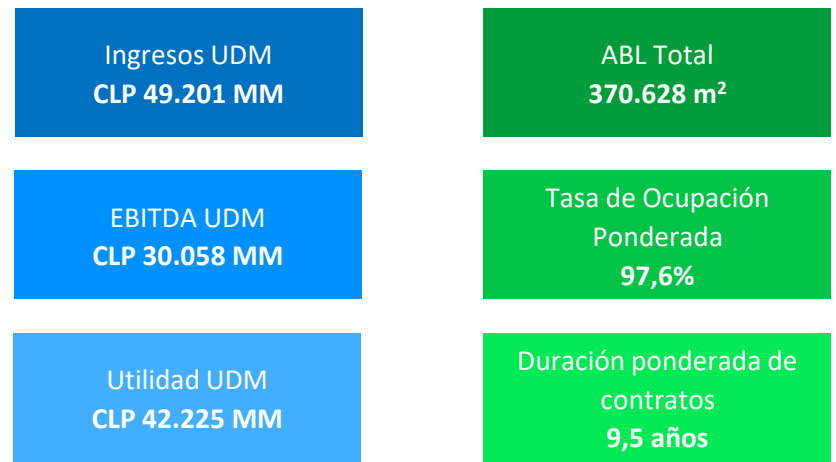 Ingresos UDM
CLP 49.201 MM
ABL Total
370.628 m²
EBITDA UDM
CLP 30.058 MM
Tasa de Ocupación
Ponderada
97,6%
Utilidad UDM
CLP 42.225 MM
Duración ponderada de
contratos
9,5 años